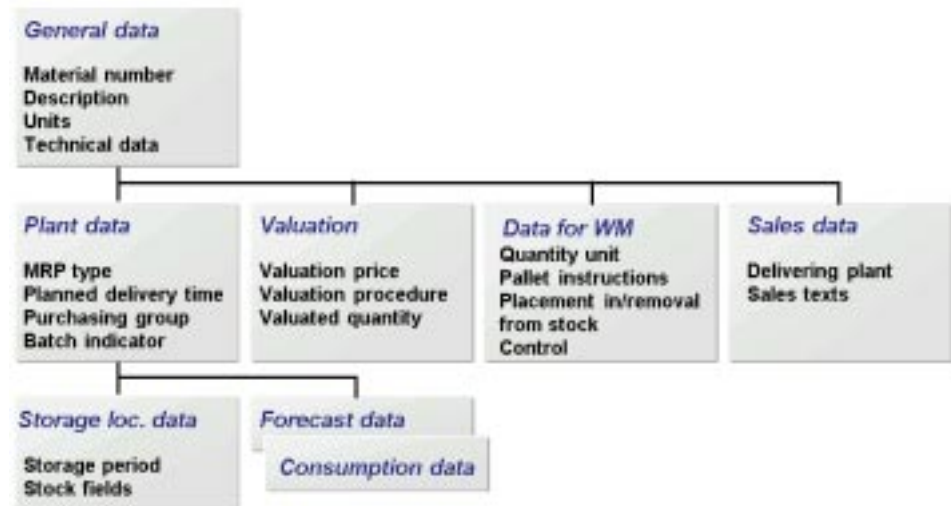 General data
Material number
Description
Units
Technical data
Plant data
MRP type
Planned delivery time
Purchasing group
Batch indicator
Valuation
Valuation price
Valuation procedure
Valuated quantity
Data for WM
Quantity unit
Pallet instructions
Placement in/removal
from stock
Control
Sales data
Delivering plant
Sales texts
Storage loc. data
Storage period
Stock fields
Forecast data
Consumption data